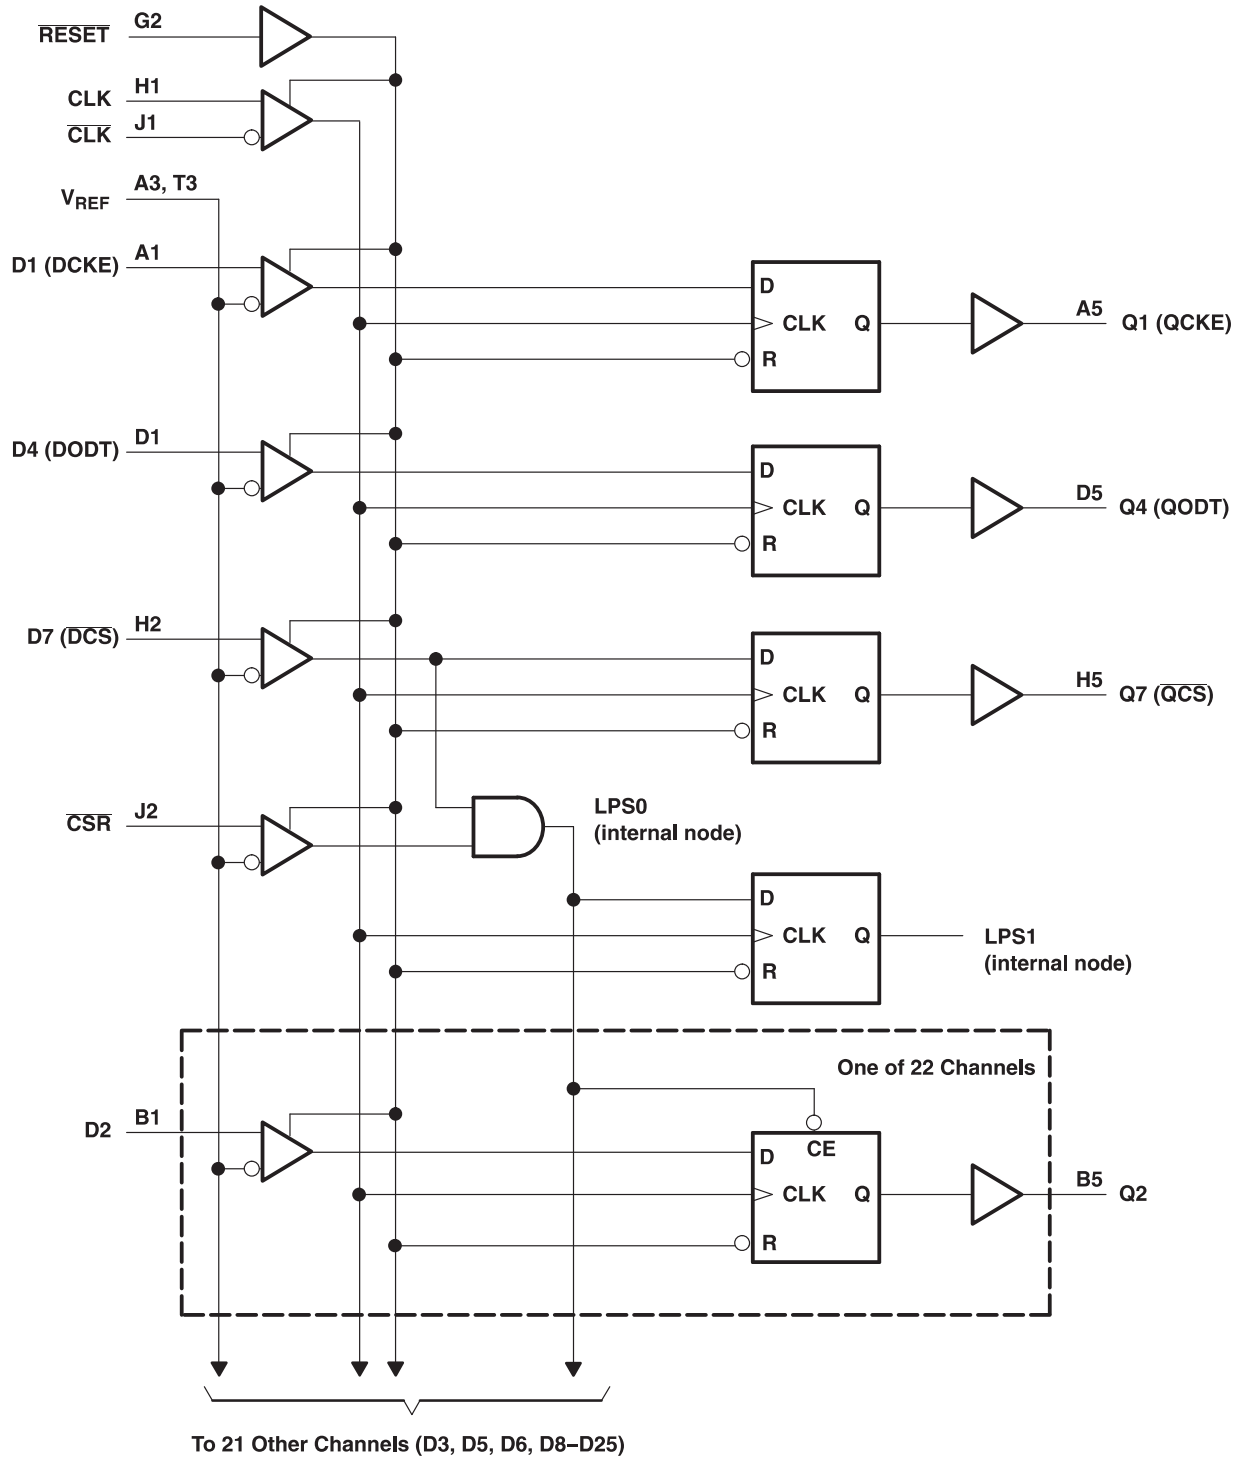 RESET
G2
CLK
H1
CLK
J1
VREF
A3, T3
D1 (DCKE)
A1
D
CLK Q
R
A5
Q1 (QCKE)
D4 (DODT)
D1
D
CLK Q
R
D5
Q4 (QODT)
D7 (DCS)
H2
D
CLK Q
R
H5
Q7 (QCS)
CSR
J2
LPS0
(internal node)
D
CLK Q
R
LPS1
(internal node)
One of 22 Channels
D2
B1
CE
D
CLK Q
R
B5
Q2
To 21 Other Channels (D3, D5, D6, D8–D25)